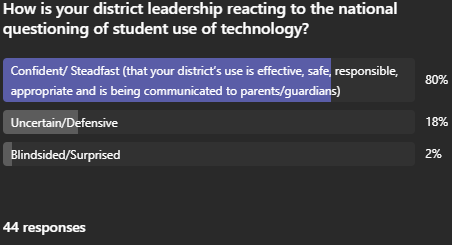 How is your district leadership reacting to the national
questioning of student use of technology?
Confident/ Steadfast (that your district's use is effective, safe, responsible,
appropriate and is being communicated to parents/guardians)
80%
Uncertain/Defensive
18%
Blindsided/Surprised
2%
44 responses